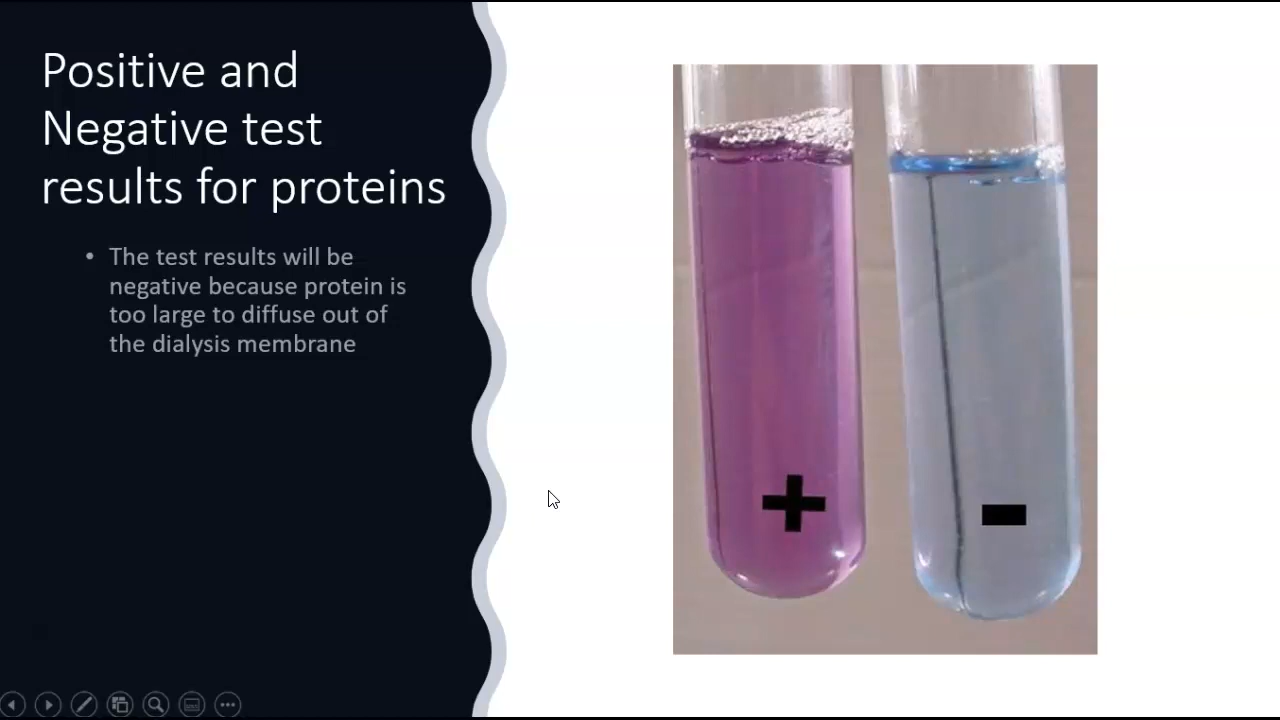 Positive and
Negative test
results for proteins
• The test results will be
negative because protein is
too large to diffuse out of
the dialysis membrane
+
-